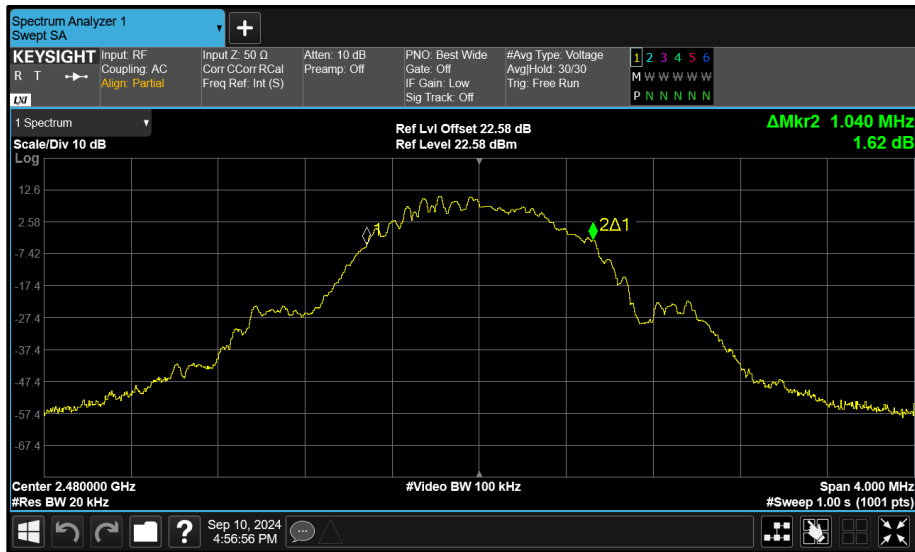 Spectrum Analyzer 1
Swept SA
KEYSIGHT
R T
LXI
Input: RF
Coupling: AC
Align: Partial
Input Z: 50 Ω
Corr CCorr RCal
Freq Ref: Int (S)
Atten: 10 dB
Preamp: Off
PNO: Best Wide
Gate: Off
IF Gain: Low
Sig Track: Off
#Avg Type: Voltage
Avg|Hold: 30/30
Trig: Free Run
1 2 3 4 5 6
M W W W W W
P N N N N N
1 Spectrum
Scale/Div 10 dB
Ref Lvl Offset 22.58 dB
Ref Level 22.58 dBm
ΔMkr2 1.040 MHz
1.62 dB
Log
12.6
2.58
-7.42
-17.4
-27.4
-37.4
-47.4
-57.4
-67.4
1
2Δ1
Center 2.480000 GHz
#Res BW 20 kHz
#Video BW 100 kHz
Span 4.000 MHz
#Sweep 1.00 s (1001 pts)
?
Sep 10, 2024
4:56:56 PM